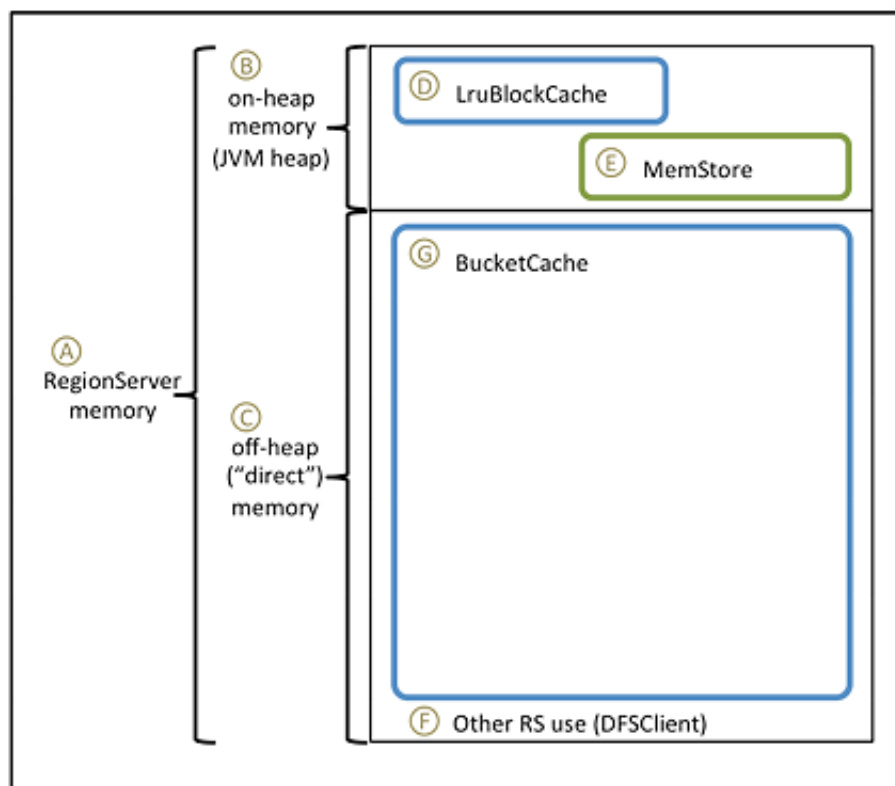 B
on-heap
memory
(JVM heap)
D LruBlockCache
E MemStore
G BucketCache
A
RegionServer
memory
C
off-heap
(“direct”)
memory
F Other RS use (DFSClient)